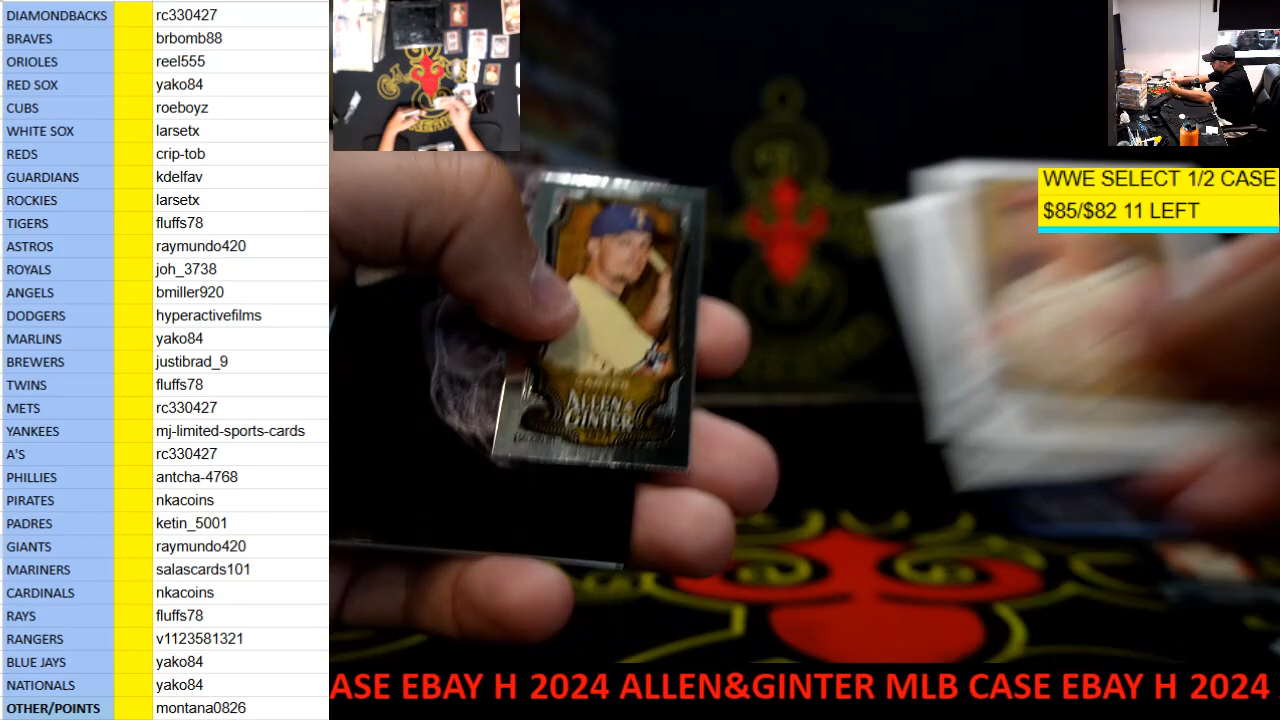 DIAMONDBACKS rc330427
BRAVES brbomb88
ORIOLES reel555
RED SOX yako84
CUBS roeboyz
WHITE SOX larsetx
REDS crip-tob
GUARDIANS kdelfav
ROCKIES larsetx
TIGERS fluffs78
ASTROS raymundo420
ROYALS joh_3738
ANGELS bmiller920
DODGERS hyperactivefilms
MARLINS yako84
BREWERS justibrad_9
TWINS fluffs78
METS rc330427
YANKEES mj-limited-sports-cards
A'S rc330427
PHILLIES antcha-4768
PIRATES nkacoins
PADRES ketin_5001
GIANTS raymundo420
MARINERS salascards101
CARDINALS nkacoins
RAYS fluffs78
RANGERS v1123581321
BLUE JAYS yako84
NATIONALS yako84
OTHER/POINTS montana0826
WWE SELECT 1/2 CASE
$85/$82 11 LEFT
ALLEN &
GINTER
ASE EBAY H 2024 ALLEN&GINTER MLB CASE EBAY H 2024